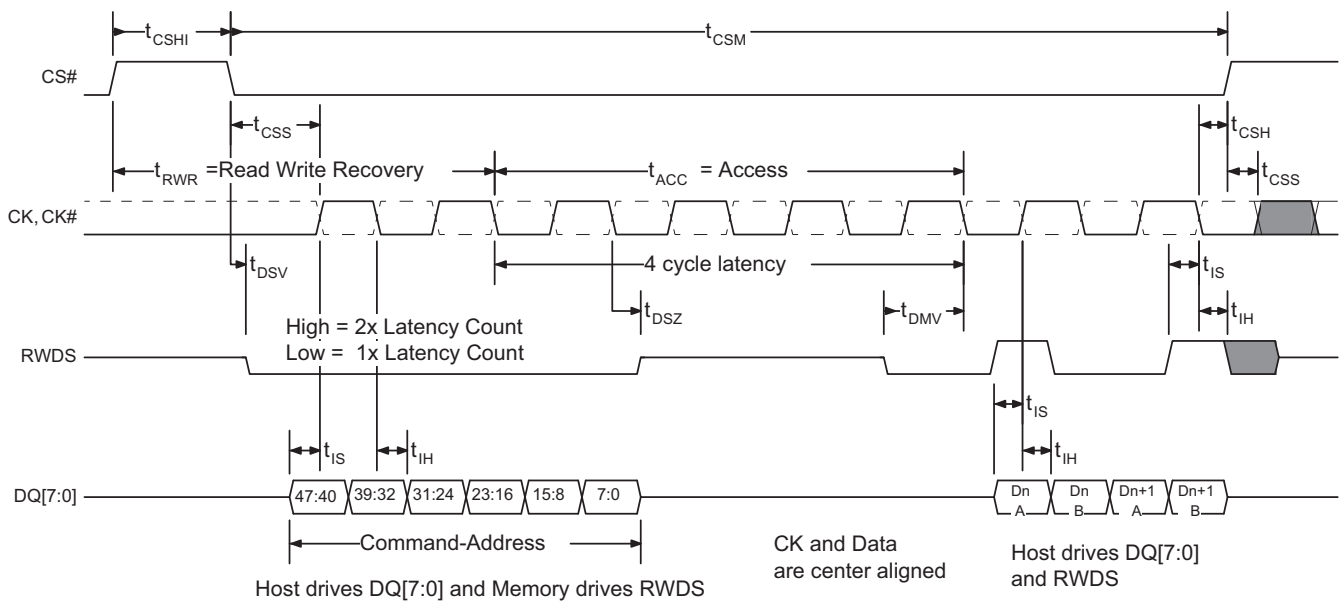 tCSHI
tCSM
CS#
tCSS
tCSH
tRWR =Read Write Recovery
tACC = Access
tCSS
CK, CK#
tDSV
4 cycle latency
tIS
High = 2x Latency Count
Low = 1x Latency Count
tDSZ
tDMV
tIH
RWDS
tIS
tIH
tIS
tIH
DQ[7:0]
47:40 39:32 31:24 23:16 15:8 7:0
Dn A Dn B Dn+1 A Dn+1 B
Command-Address
CK and Data
are center aligned
Host drives DQ[7:0]
and RWDS
Host drives DQ[7:0] and Memory drives RWDS